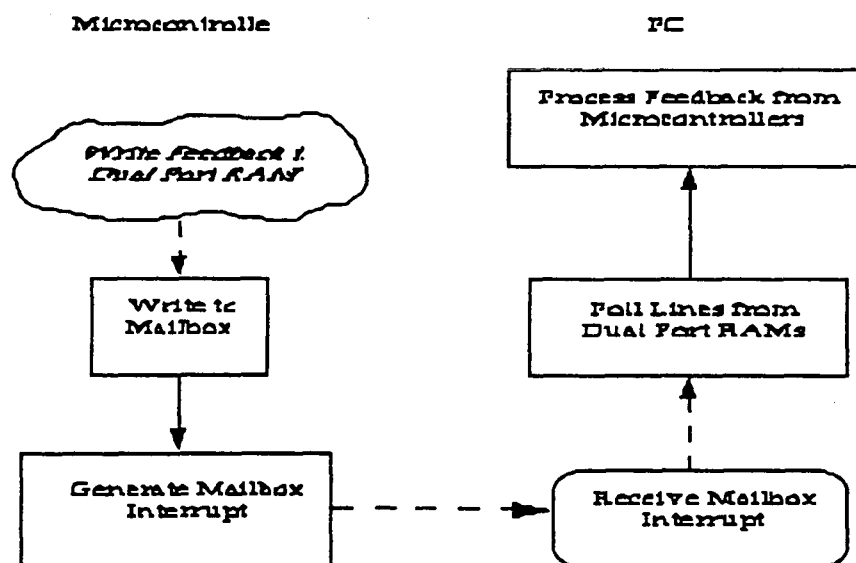 Microcontrolle
PC
Process Feedback from
Microcontrollers
Write Feedback
Dual Port RAM
Write to
Mailbox
Poll Lines from
Dual Port RAMs
Generate Mailbox
Interrupt
Receive Mailbox
Interrupt